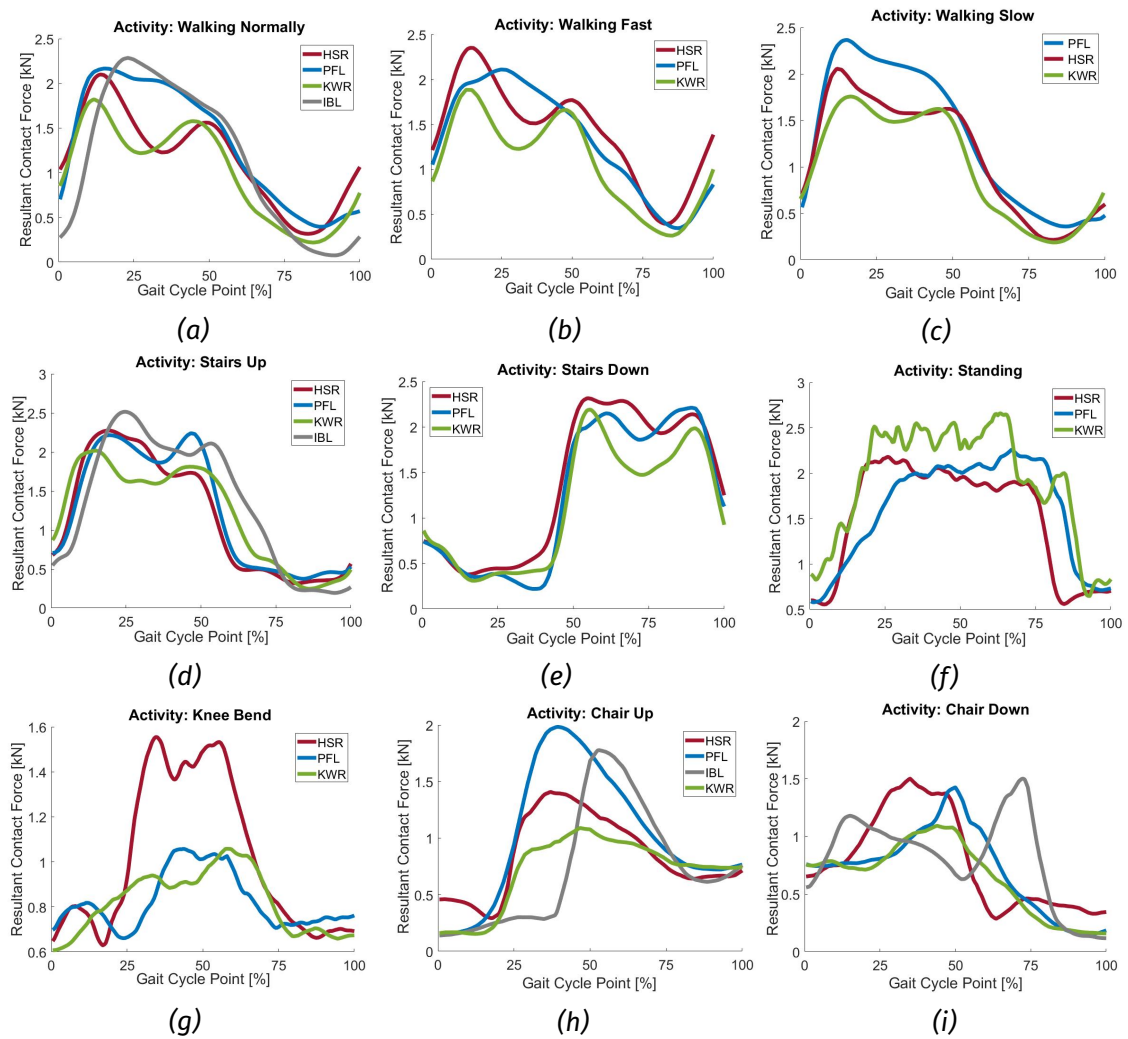 Activity: Walking Normally
Resultant Contact Force [kN]
2.5
2
1.5
1
0.5
0
0
25
50
75
100
Gait Cycle Point [%]
HSR
PFL
KWR
IBL
(a)
Activity: Walking Fast
Resultant Contact Force [kN]
2.5
2
1.5
1
0.5
0
0
25
50
75
100
Gait Cycle Point [%]
HSR
PFL
KWR
(b)
Activity: Walking Slow
Resultant Contact Force [kN]
2.5
2
1.5
1
0.5
0
0
25
50
75
100
Gait Cycle Point [%]
PFL
HSR
KWR
(c)
Activity: Stairs Up
Resultant Contact Force [kN]
3
2.5
2
1.5
1
0.5
0
0
25
50
75
100
Gait Cycle Point [%]
HSR
PFL
KWR
IBL
(d)
Activity: Stairs Down
Resultant Contact Force [kN]
2.5
2
1.5
1
0.5
0
0
25
50
75
100
Gait Cycle Point [%]
HSR
PFL
KWR
(e)
Activity: Standing
Resultant Contact Force [kN]
3
2.5
2
1.5
1
0.5
0
25
50
75
100
Gait Cycle Point [%]
HSR
PFL
KWR
(f)
Activity: Knee Bend
Resultant Contact Force [kN]
1.6
1.4
1.2
1
0.8
0.6
0
25
50
75
100
Gait Cycle Point [%]
HSR
PFL
KWR
(g)
Activity: Chair Up
Resultant Contact Force [kN]
2
1.5
1
0.5
0
0
25
50
75
100
Gait Cycle Point [%]
HSR
PFL
IBL
KWR
(h)
Activity: Chair Down
Resultant Contact Force [kN]
2
1.5
1
0.5
0
0
25
50
75
100
Gait Cycle Point [%]
HSR
PFL
KWR
IBL
(i)